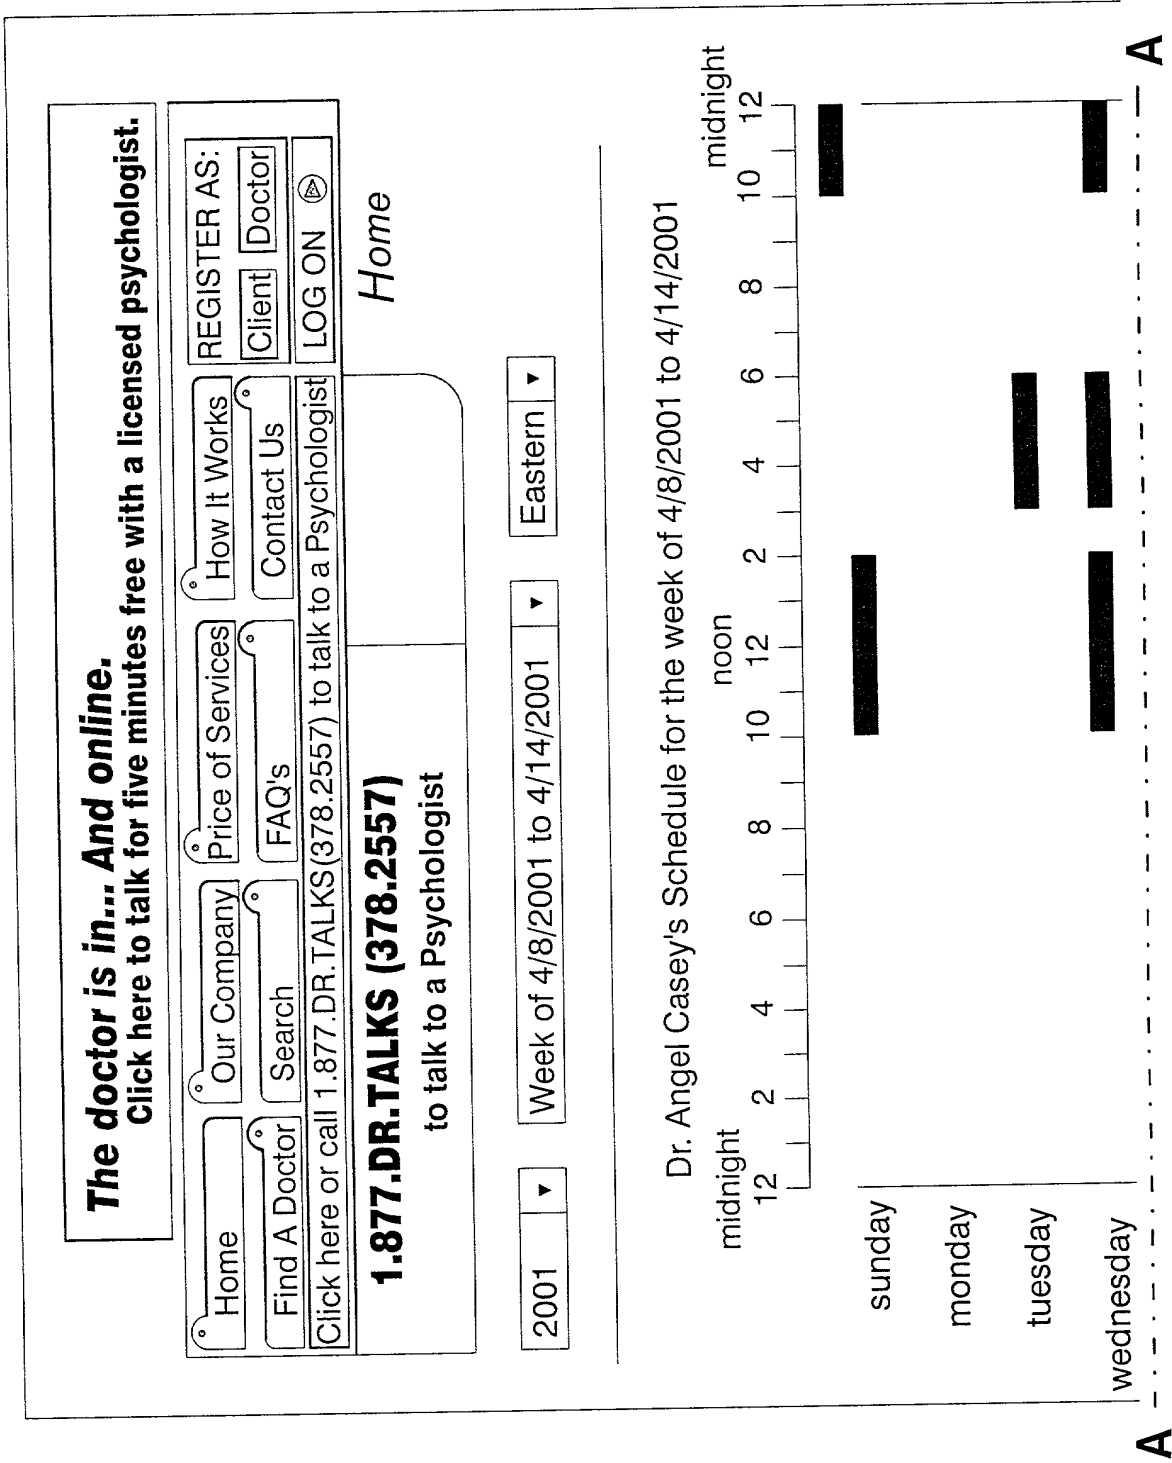 The doctor is in... And online.
Click here to talk for five minutes free with a licensed psychologist.
Home
Our Company
Price of Services
How It Works
REGISTER AS:
Find A Doctor
Search
FAQ's
Contact Us
Client
Doctor
Click here or call 1.877.DR.TALKS(378.2557) to talk to a Psychologist
LOG ON
1.877.DR.TALKS (378.2557)
to talk to a Psychologist
Home
2001
Week of 4/8/2001 to 4/14/2001
Eastern
Dr. Angel Casey's Schedule for the week of 4/8/2001 to 4/14/2001
midnight noon midnight
12 2 4 6 8 10 12 2 4 6 8 10 12
sunday
monday
tuesday
wednesday
A A